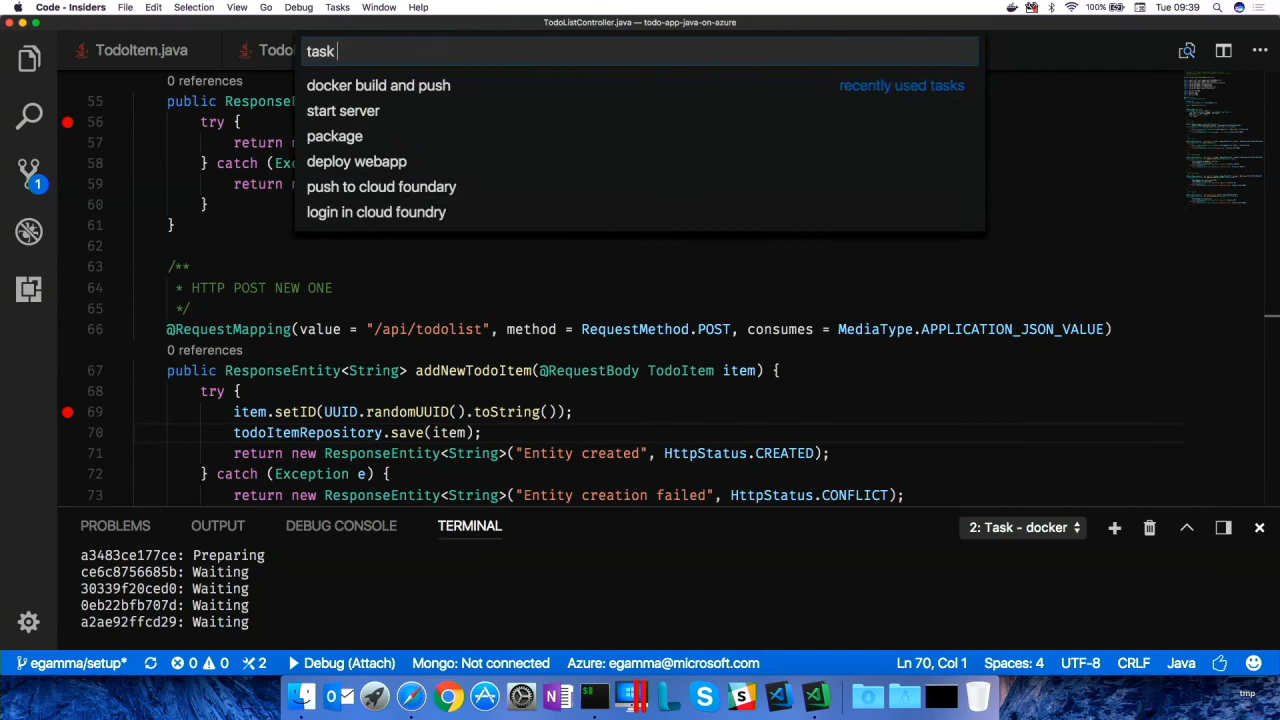 Code - Insiders File Edit Selection View Go Debug Tasks Window Help 100% Tue 09:39
TodoListController.java — todo-app-java-on-azure
TodoItem.java Todo
task
docker build and push recently used tasks
start server
package
deploy webapp
push to cloud foundary
login in cloud foundry
0 references
55 public Respons
56 try {
57 return n
58 } catch (Exc
59 return n
60 }
61 }
62
63 /**
64 * HTTP POST NEW ONE
65 */
66 @RequestMapping(value = "/api/todolist", method = RequestMethod.POST, consumes = MediaType.APPLICATION_JSON_VALUE)
0 references
67 public ResponseEntity<String> addNewTodoItem(@RequestBody TodoItem item) {
68 try {
69 item.setID(UUID.randomUUID().toString());
70 todoItemRepository.save(item);
71 return new ResponseEntity<String>("Entity created", HttpStatus.CREATED);
72 } catch (Exception e) {
73 return new ResponseEntity<String>("Entity creation failed", HttpStatus.CONFLICT);
PROBLEMS OUTPUT DEBUG CONSOLE TERMINAL 2: Task - docker
a3483ce177ce: Preparing
ce6c8756685b: Waiting
30339f20ced0: Waiting
0eb22bfb707d: Waiting
a2ae92ffcd29: Waiting
egamma/setup* 0 0 2 Debug (Attach) Mongo: Not connected Azure: egamma@microsoft.com Ln 70, Col 1 Spaces: 4 UTF-8 CRLF Java
tmp